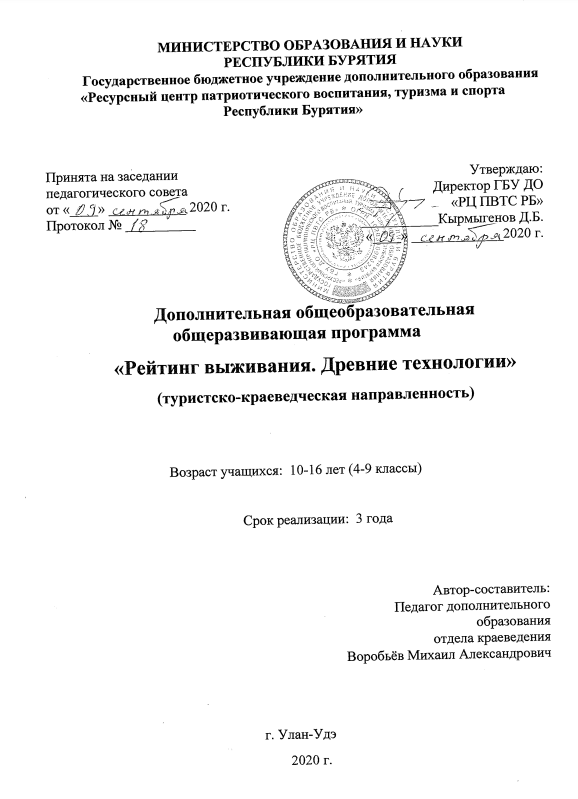 МИНИСТЕРСТВО ОБРАЗОВАНИЯ И НАУКИ
РЕСПУБЛИКИ БУРЯТИЯ
Государственное бюджетное учреждение дополнительного образования
«Ресурсный центр патриотического воспитания, туризма и спорта
Республики Бурятия»
Принята на заседании
педагогического совета
от «09» сентября 2020 г.
Протокол № 18
Утверждаю:
Директор ГБУ ДО
«РЦ ПВТС РБ»
Кырмыгенов Д.Б.
«09» сентября 2020 г.
Дополнительная общеобразовательная
общеразвивающая программа
«Рейтинг выживания. Древние технологии»
(туристско-краеведческая направленность)
Возраст учащихся: 10-16 лет (4-9 классы)
Срок реализации: 3 года
Автор-составитель:
Педагог дополнительного
образования
отдела краеведения
Воробьёв Михаил Александрович
г. Улан-Удэ
2020 г.